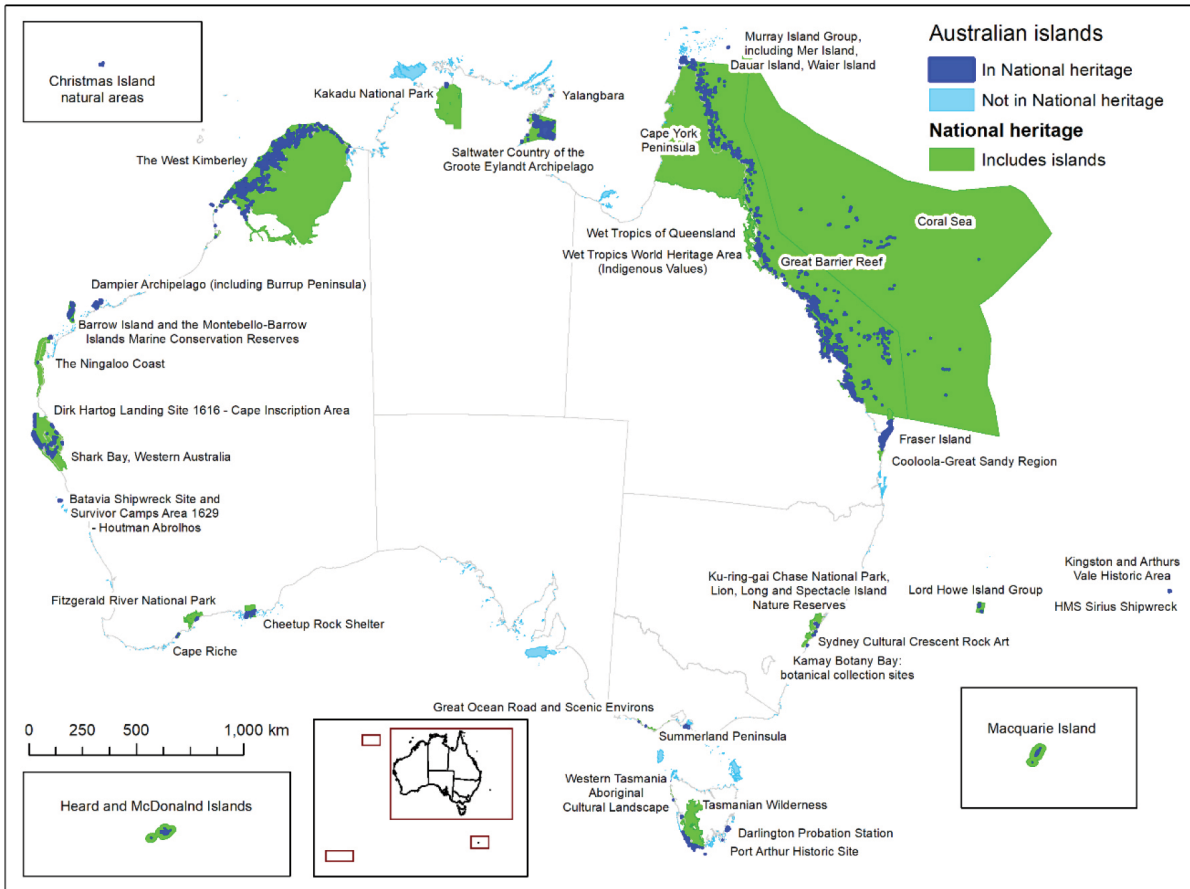 Christmas Island
natural areas
Murray Island Group,
including Mer Island,
Dauar Island, Waier Island
Australian islands
In National heritage
Not in National heritage
National heritage
Includes islands
Kakadu National Park
Yalangbara
Cape York
Peninsula
The West Kimberley
Saltwater Country of the
Groote Eylandt Archipelago
Coral Sea
Wet Tropics of Queensland
Wet Tropics World Heritage Area
(Indigenous Values)
Great Barrier Reef
Dampier Archipelago (including Burrup Peninsula)
Barrow Island and the Montebello-Barrow
Islands Marine Conservation Reserves
The Ningaloo Coast
Dirk Hartog Landing Site 1616 - Cape Inscription Area
Shark Bay, Western Australia
Fraser Island
Cooloola-Great Sandy Region
Batavia Shipwreck Site and
Survivor Camps Area 1629
- Houtman Abrolhos
Ku-ring-gai Chase National Park,
Lion, Long and Spectacle Island
Nature Reserves
Lord Howe Island Group
Kingston and Arthurs
Vale Historic Area
HMS Sirius Shipwreck
Fitzgerald River National Park
Cheetup Rock Shelter
Cape Riche
Sydney Cultural Crescent Rock Art
Kamay Botany Bay:
botanical collection sites
Great Ocean Road and Scenic Environs
Summerland Peninsula
0 500 1,000 km
Macquarie Island
Western Tasmania
Aboriginal
Cultural Landscape
Tasmanian Wilderness
Heard and McDonalnd Islands
Darlington Probation Station
Port Arthur Historic Site